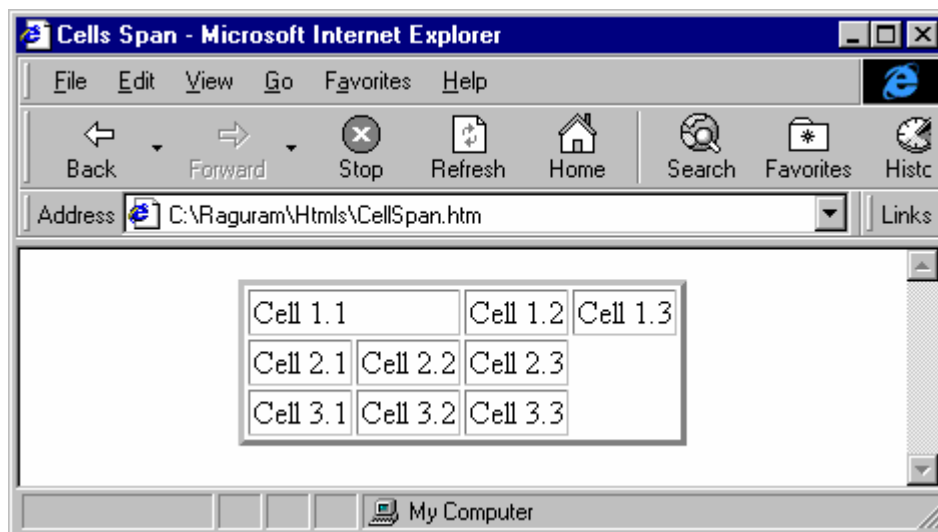 Cells Span - Microsoft Internet Explorer
File Edit View Go Favorites Help
Back Forward Stop Refresh Home Search Favorites Histc
Address C:\Raguram\Htmls\CellSpan.htm Links
Cell 1.1 Cell 1.2 Cell 1.3
Cell 2.1 Cell 2.2 Cell 2.3
Cell 3.1 Cell 3.2 Cell 3.3
My Computer